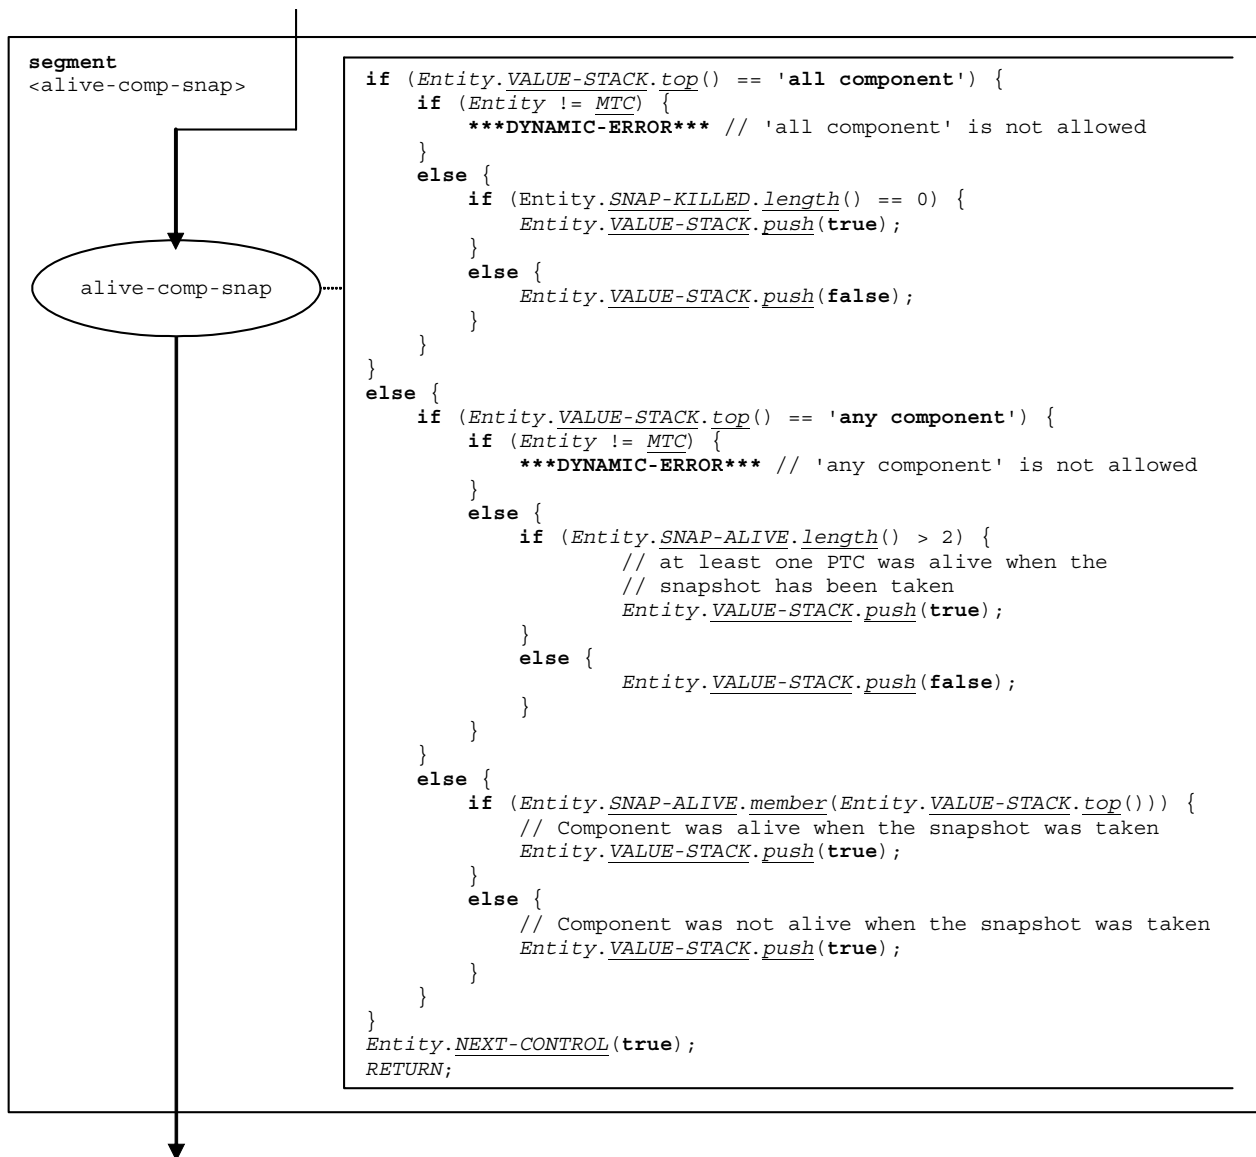 segment
<alive-comp-snap>
alive-comp-snap
if (Entity.VALUE-STACK.top() == 'all component') {
if (Entity != MTC) {
***DYNAMIC-ERROR*** // 'all component' is not allowed
}
else {
if (Entity.SNAP-KILLED.length() == 0) {
Entity.VALUE-STACK.push(true);
}
else {
Entity.VALUE-STACK.push(false);
}
}
}
else {
if (Entity.VALUE-STACK.top() == 'any component') {
if (Entity != MTC) {
***DYNAMIC-ERROR*** // 'any component' is not allowed
}
else {
if (Entity.SNAP-ALIVE.length() > 2) {
// at least one PTC was alive when the
// snapshot has been taken
Entity.VALUE-STACK.push(true);
}
else {
Entity.VALUE-STACK.push(false);
}
}
}
else {
if (Entity.SNAP-ALIVE.member(Entity.VALUE-STACK.top())) {
// Component was alive when the snapshot was taken
Entity.VALUE-STACK.push(true);
}
else {
// Component was not alive when the snapshot was taken
Entity.VALUE-STACK.push(true);
}
}
}
Entity.NEXT-CONTROL(true);
RETURN;